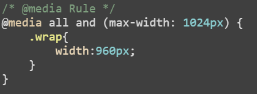 /* @media Rule */
@media all and (max-width: 1024px) {
    .wrap{
        width:960px;
    }
}